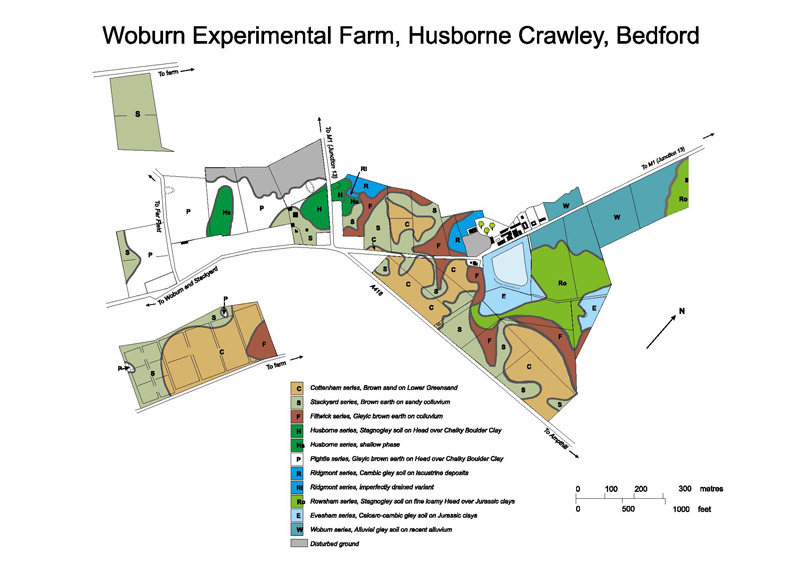 Woburn Experimental Farm, Husborne Crawley, Bedford
To farm
S
To M1 (Junction 13)
To M1 (Junction 13)
Ri
R
H
Hs
F
S
W
W
R
Ro
P
Hs
P
H
S
S
C
C
F
R
To Far Field
S
P
S
C
C
S
F
E
Ro
E
To Woburn and Stackyard
A418
C
S
F
S
F
C
S
S
N
P
S
P
S
C
F
To farm
To Ampthill
C Cottenham series, Brown sand on Lower Greensand
S Stackyard series, Brown earth on sandy colluvium
F Flitwick series, Gleyic brown earth on colluvium
H Husborne series, Stagnogley soil on Head over Chalky Boulder Clay
Hs Husborne series, shallow phase
P Pightle series, Gleyic brown earth on Head over Chalky Boulder Clay
R Ridgmont series, Cambic gley soil on lacustrine deposits
Ri Ridgmont series, imperfectly drained variant
Ro Rowsham series, Stagnogley soil on fine loamy Head over Jurassic clays
E Evesham series, Calcaro-cambic gley soil on Jurassic clays
W Woburn series, Alluvial gley soil on recent alluvium
Disturbed ground
0 100 200 300 metres
0 500 1000 feet